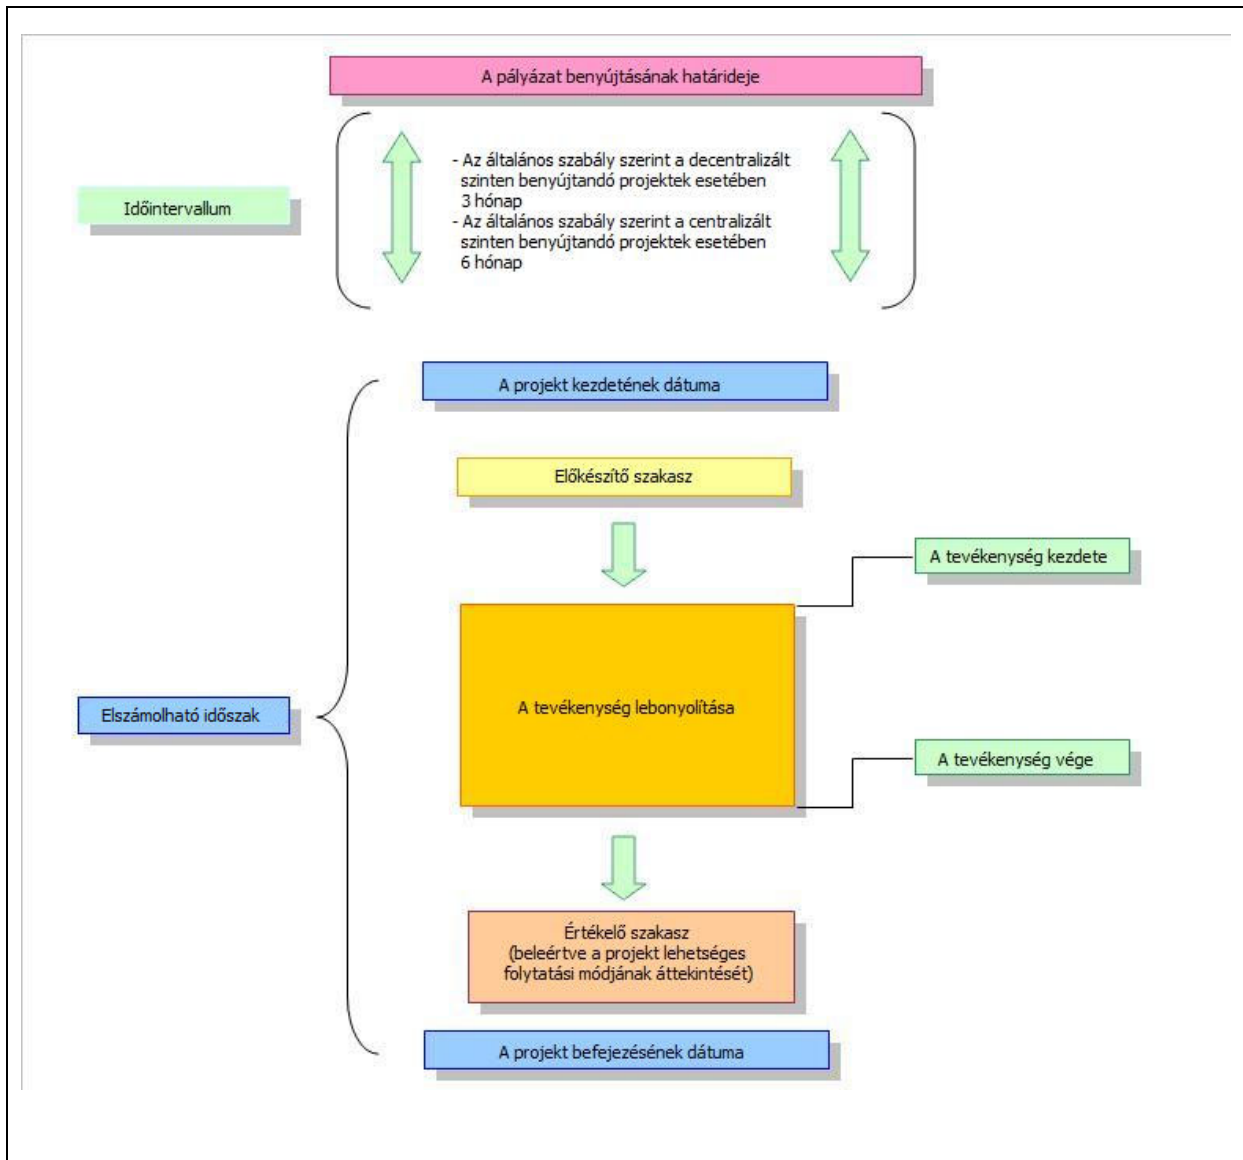 A pályázat benyújtásának határideje
- Az általános szabály szerint a decentralizált
szinten benyújtandó projektek esetében
3 hónap
- Az általános szabály szerint a centralizált
szinten benyújtandó projektek esetében
6 hónap
Időintervallum
A projekt kezdetének dátuma
Előkészítő szakasz
A tevékenység kezdete
A tevékenység lebonyolítása
Elszámolható időszak
A tevékenység vége
Értékelő szakasz
(beleértve a projekt lehetséges
folytatási módjának áttekintését)
A projekt befejezésének dátuma